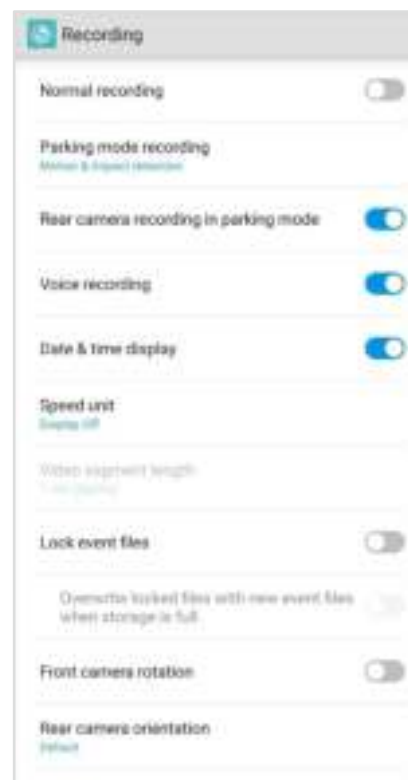 Recording
Normal recording
Parking mode recording
Motion & impact detection
Rear camera recording in parking mode
Voice recording
Date & time display
Speed unit
Display Off
Video segment length
Lock event files
Overwrite locked files with new event files
when storage is full
Front camera rotation
Rear camera orientation
Default